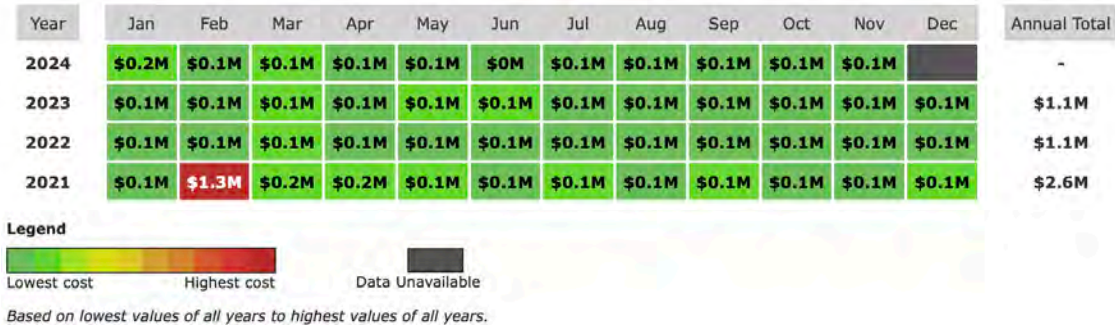 Year Jan Feb Mar Apr May Jun Jul Aug Sep Oct Nov Dec Annual Total
2024 $0.2M $0.1M $0.1M $0.1M $0.1M $0M $0.1M $0.1M $0.1M $0.1M $0.1M -
2023 $0.1M $0.1M $0.1M $0.1M $0.1M $0.1M $0.1M $0.1M $0.1M $0.1M $0.1M $0.1M $1.1M
2022 $0.1M $0.1M $0.1M $0.1M $0.1M $0.1M $0.1M $0.1M $0.1M $0.1M $0.1M $0.1M $1.1M
2021 $0.1M $1.3M $0.2M $0.2M $0.1M $0.1M $0.1M $0.1M $0.1M $0.1M $0.1M $0.1M $2.6M
Legend
Lowest cost Highest cost Data Unavailable
Based on lowest values of all years to highest values of all years.